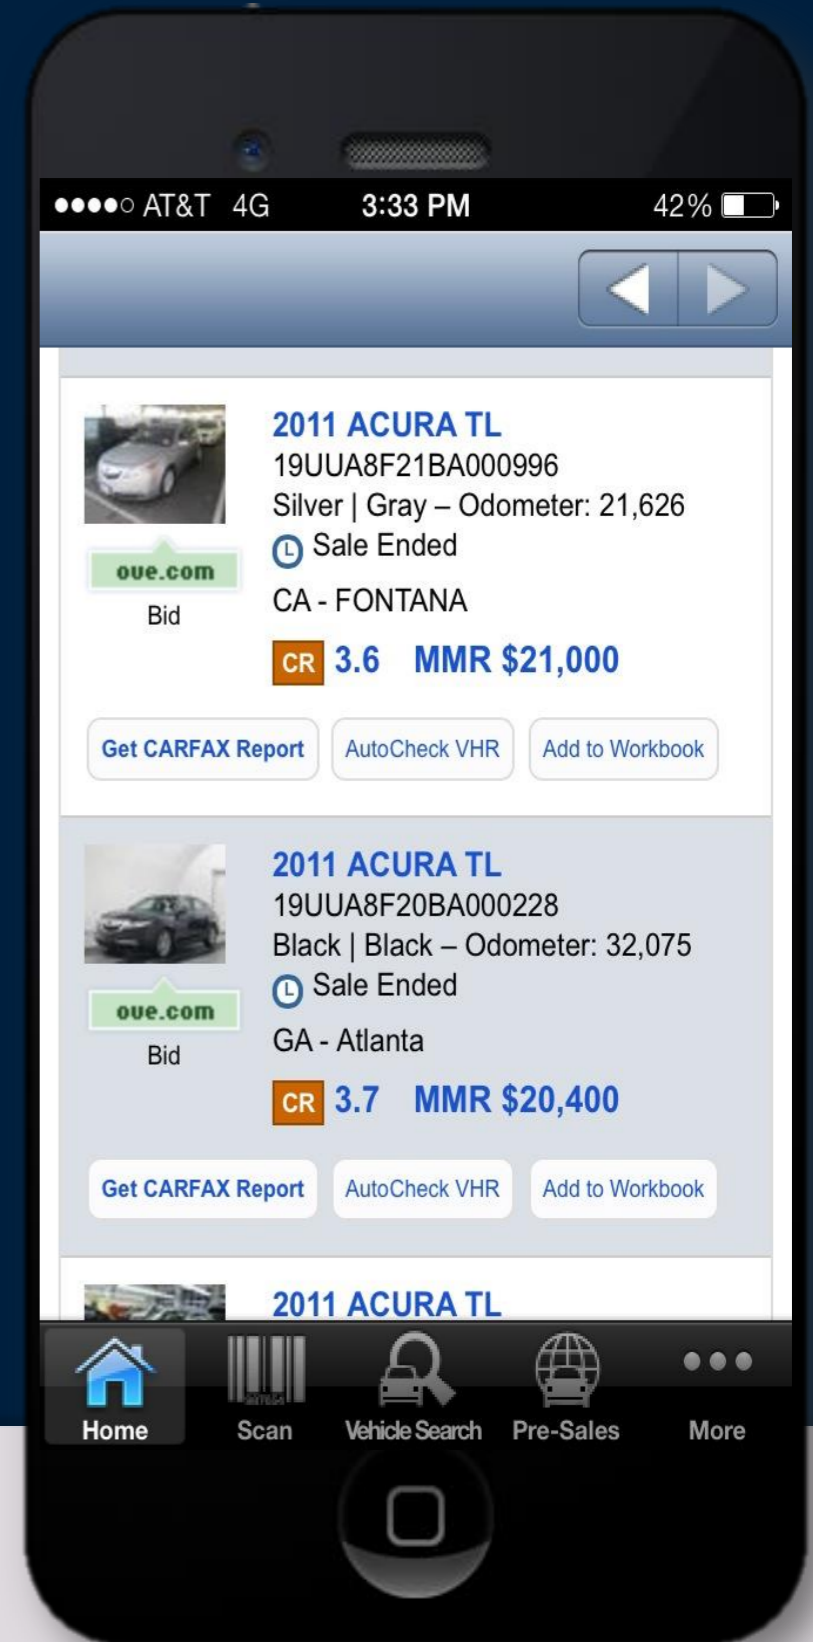 AT&T 4G 3:33 PM 42%
2011 ACURA TL
19UUA8F21BA000996
Silver | Gray – Odometer: 21,626
Sale Ended
ove.com
CA - FONTANA
Bid
CR 3.6 MMR $21,000
Get CARFAX Report AutoCheck VHR Add to Workbook
2011 ACURA TL
19UUA8F20BA000228
Black | Black – Odometer: 32,075
Sale Ended
ove.com
GA - Atlanta
Bid
CR 3.7 MMR $20,400
Get CARFAX Report AutoCheck VHR Add to Workbook
2011 ACURA TL
Home Scan Vehicle Search Pre-Sales More